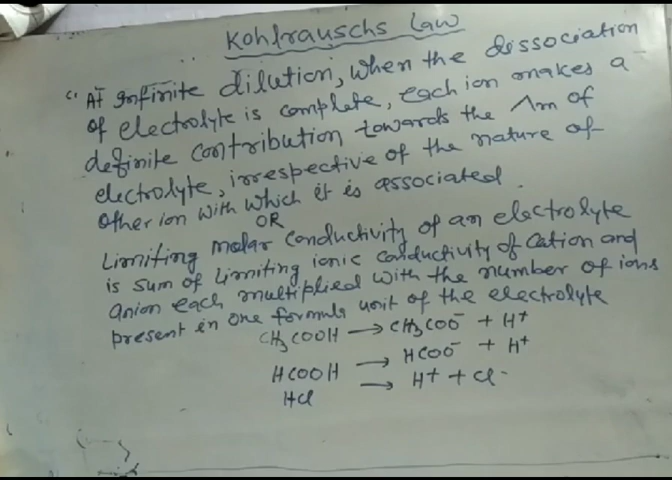 Kohlrauschs Law
" At Infinite dilution, when the dissociation
of electrolyte is complete, each ion makes a
definite contribution towards the Λm of
electrolyte, irrespective of the nature of
other ion with which it is associated.
OR
Limiting molar conductivity of an electrolyte
is sum of limiting ionic conductivity of cation and
anion each multiplied with the number of ions
present in one formula unit of the electrolyte
CH₃COOH → CH₃COO⁻ + H⁺
HCOOH → HCOO⁻ + H⁺
HCl → H⁺ + Cl⁻